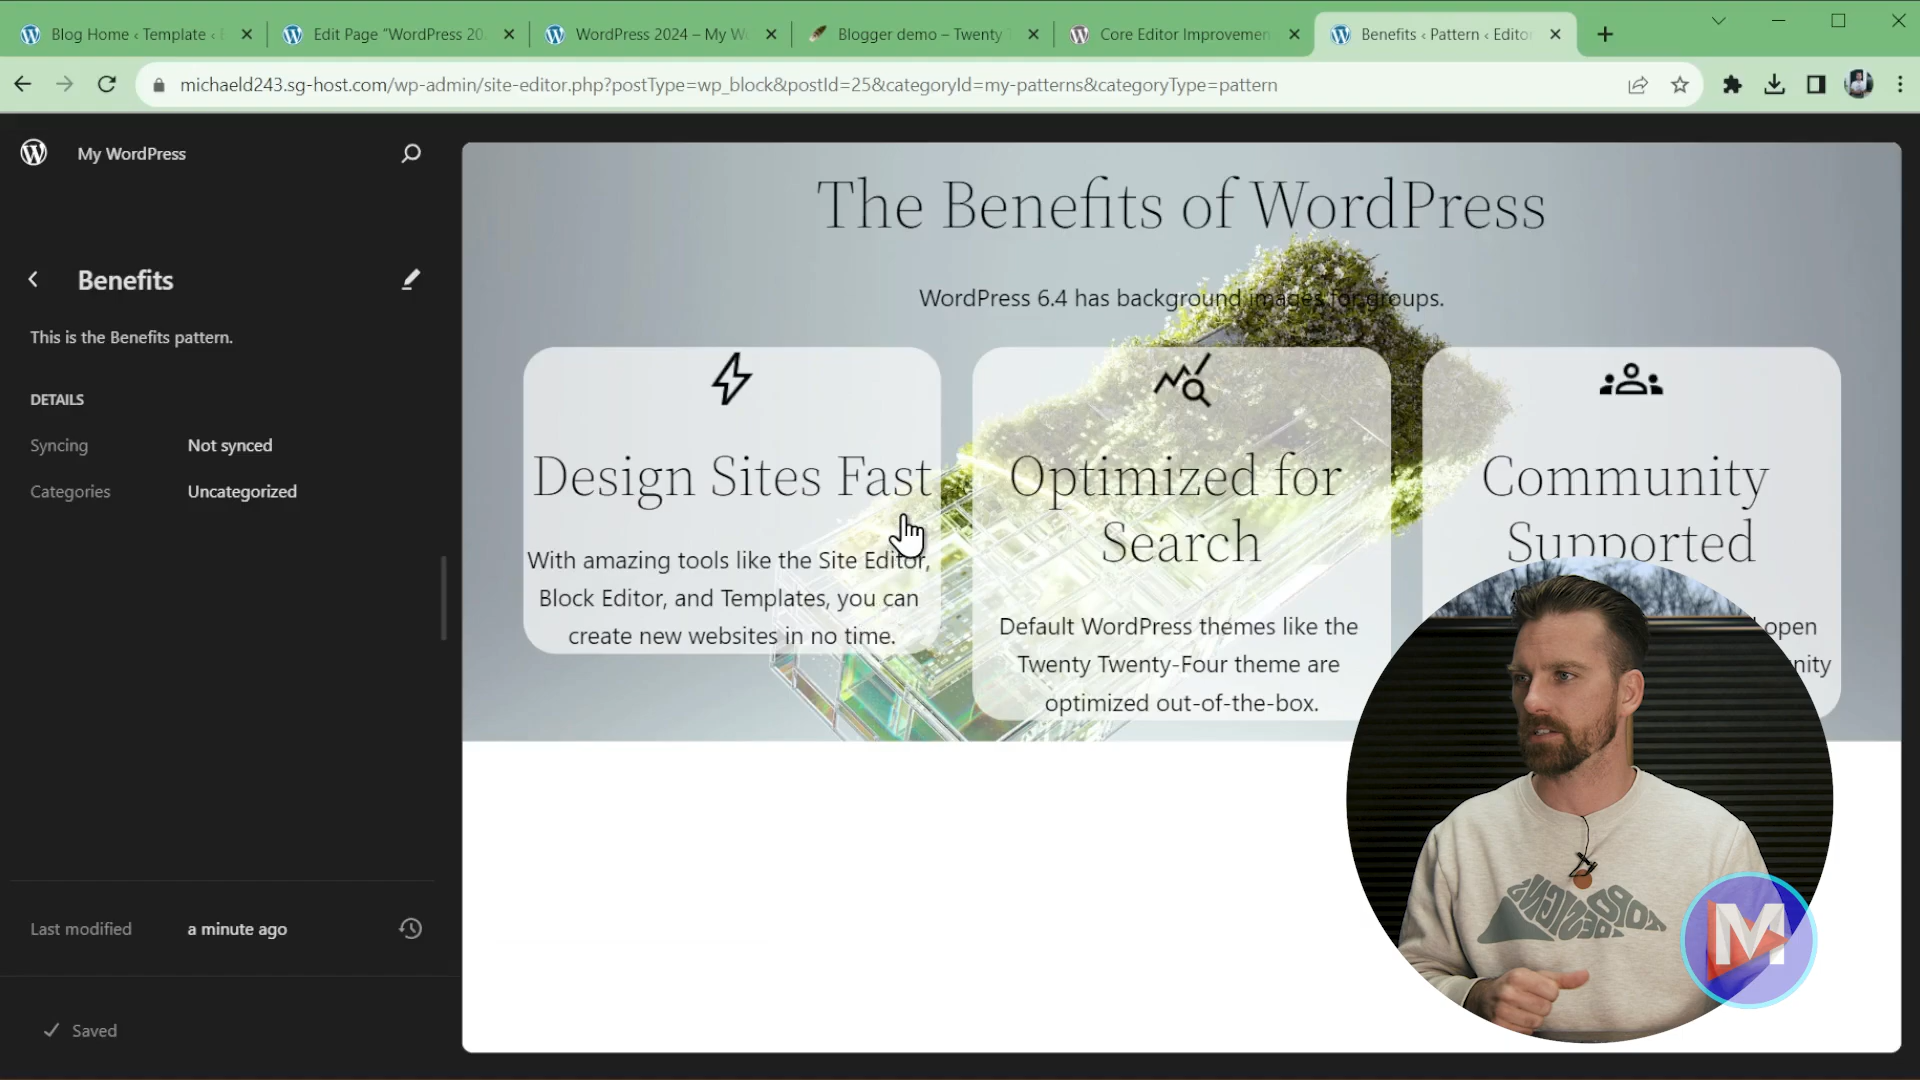 Blog Home ‹ Template ‹
Edit Page "WordPress 20
WordPress 2024 – My W
Blogger demo – Twenty
Core Editor Improvemen
Benefits ‹ Pattern ‹ Editor
michaeld243.sg-host.com/wp-admin/site-editor.php?postType=wp_block&postId=25&categoryId=my-patterns&categoryType=pattern
My WordPress
Benefits
This is the Benefits pattern.
DETAILS
Syncing Not synced
Categories Uncategorized
Last modified a minute ago
Saved
The Benefits of WordPress
WordPress 6.4 has background images for groups.
Design Sites Fast
With amazing tools like the Site Editor,
Block Editor, and Templates, you can
create new websites in no time.
Optimized for
Search
Default WordPress themes like the
Twenty Twenty-Four theme are
optimized out-of-the-box.
Community
Supported
open
nity
M